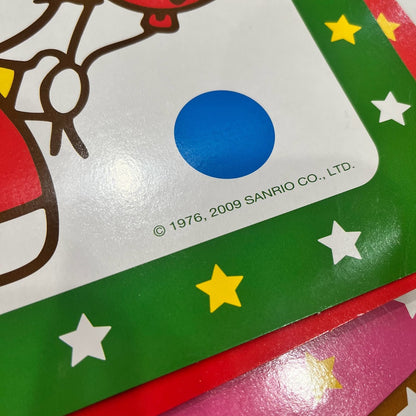 © 1976, 2009 SANRIO CO., LTD.